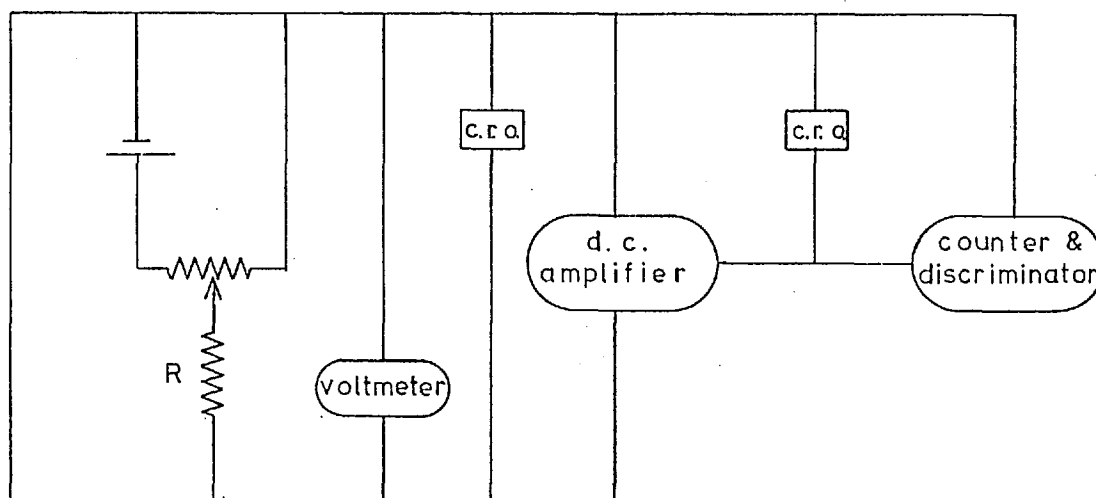 c.r.o.
c.r.o.
d.c.
amplifier
counter &
discriminator
R
voltmeter